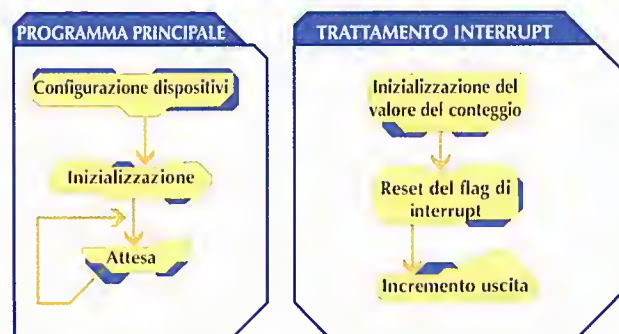 PROGRAMMA PRINCIPALE
Configurazione dispositivi
Inizializzazione
Attesa
TRATTAMENTO INTERRUPT
Inizializzazione del
valore del conteggio
Reset del flag di
interrupt
Incremento uscita